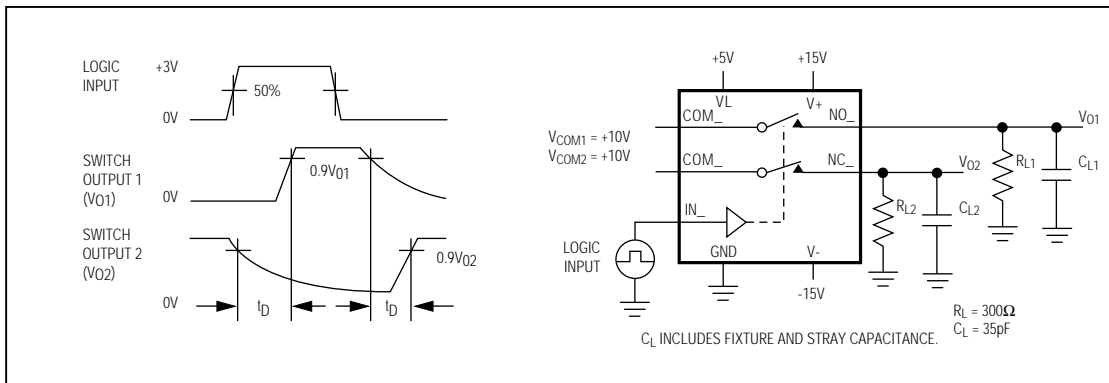 LOGIC INPUT
+3V
50%
0V
SWITCH OUTPUT 1 (VO1)
0.9V01
0V
SWITCH OUTPUT 2 (VO2)
0.9V02
0V
tD
tD
+5V
+15V
VL
V+
COM_
NO_
VO1
VCOM1 = +10V
VCOM2 = +10V
COM_
NC_
VO2
RL1
CL1
RL2
CL2
IN_
LOGIC INPUT
GND
V-
-15V
RL = 300Ω
CL = 35pF
CL INCLUDES FIXTURE AND STRAY CAPACITANCE.